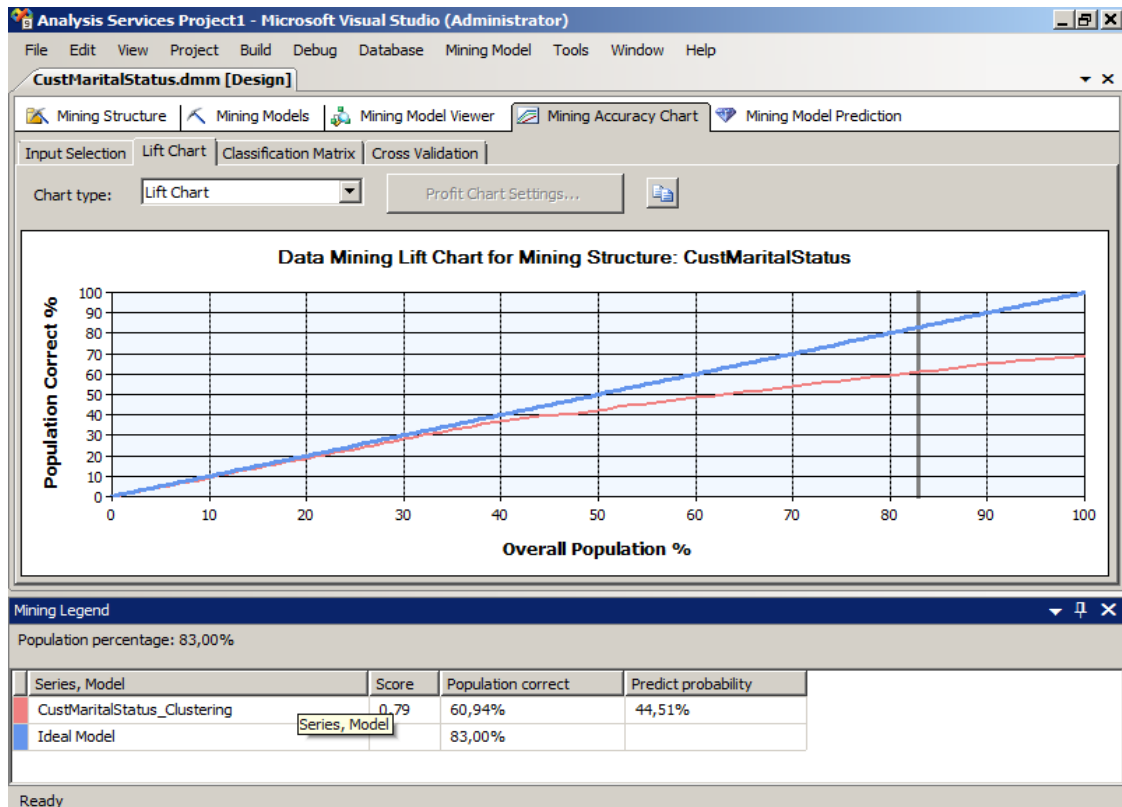 Analysis Services Project1 - Microsoft Visual Studio (Administrator)
File Edit View Project Build Debug Database Mining Model Tools Window Help
CustMaritalStatus.dmm [Design]
Mining Structure Mining Models Mining Model Viewer Mining Accuracy Chart Mining Model Prediction
Input Selection Lift Chart Classification Matrix Cross Validation
Chart type: Lift Chart Profit Chart Settings...
Data Mining Lift Chart for Mining Structure: CustMaritalStatus
Population Correct %
100
90
80
70
60
50
40
30
20
10
0
0 10 20 30 40 50 60 70 80 90 100
Overall Population %
Mining Legend
Population percentage: 83,00%
Series, Model Score Population correct Predict probability
CustMaritalStatus_Clustering 0,79 60,94% 44,51%
Series, Model
Ideal Model 83,00%
Ready